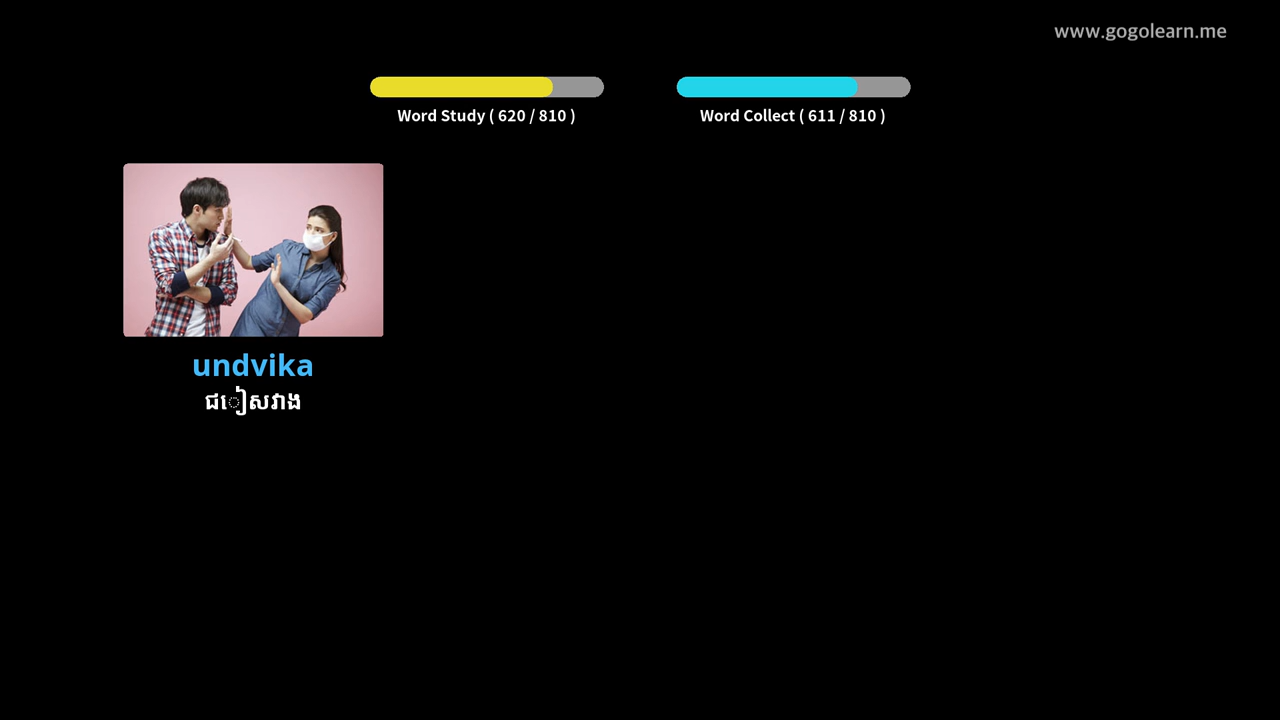 www.gogolearn.me
Word Study ( 620 / 810 )
Word Collect ( 611 / 810 )
undvika
ជៀសវាង